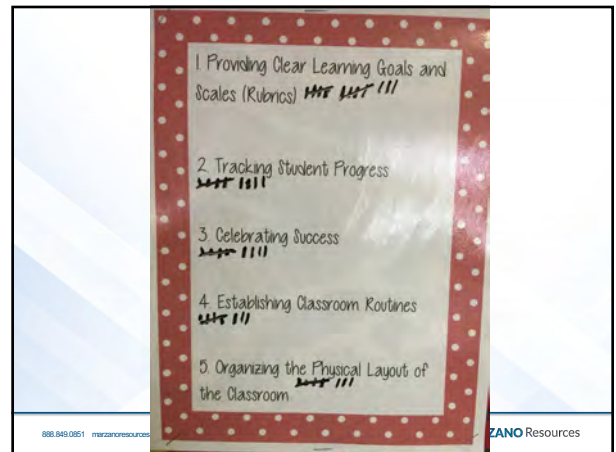 1. Providing Clear Learning Goals and
Scales (Rubrics)
2. Tracking Student Progress
3. Celebrating Success
4. Establishing Classroom Routines
5. Organizing the Physical Layout of
the Classroom
888.849.0851 marzanoresources
ZANO Resources